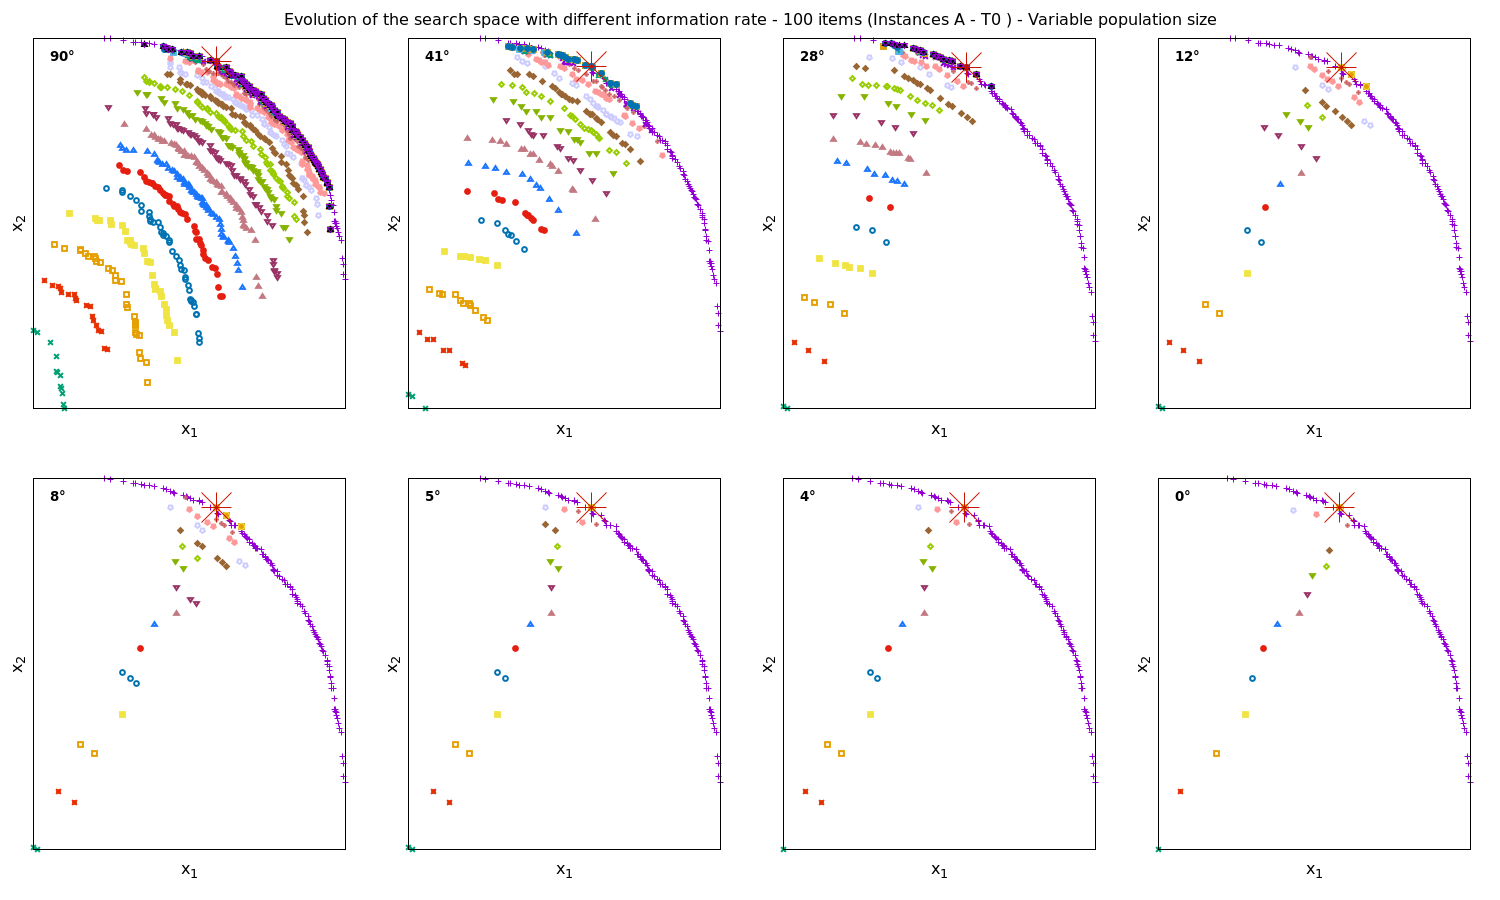 Evolution of the search space with different information rate - 100 items (Instances A - T0 ) - Variable population size
90°
41°
28°
12°
x2
x2
x2
x2
x1
x1
x1
x1
8°
5°
4°
0°
x2
x2
x2
x2
x1
x1
x1
x1